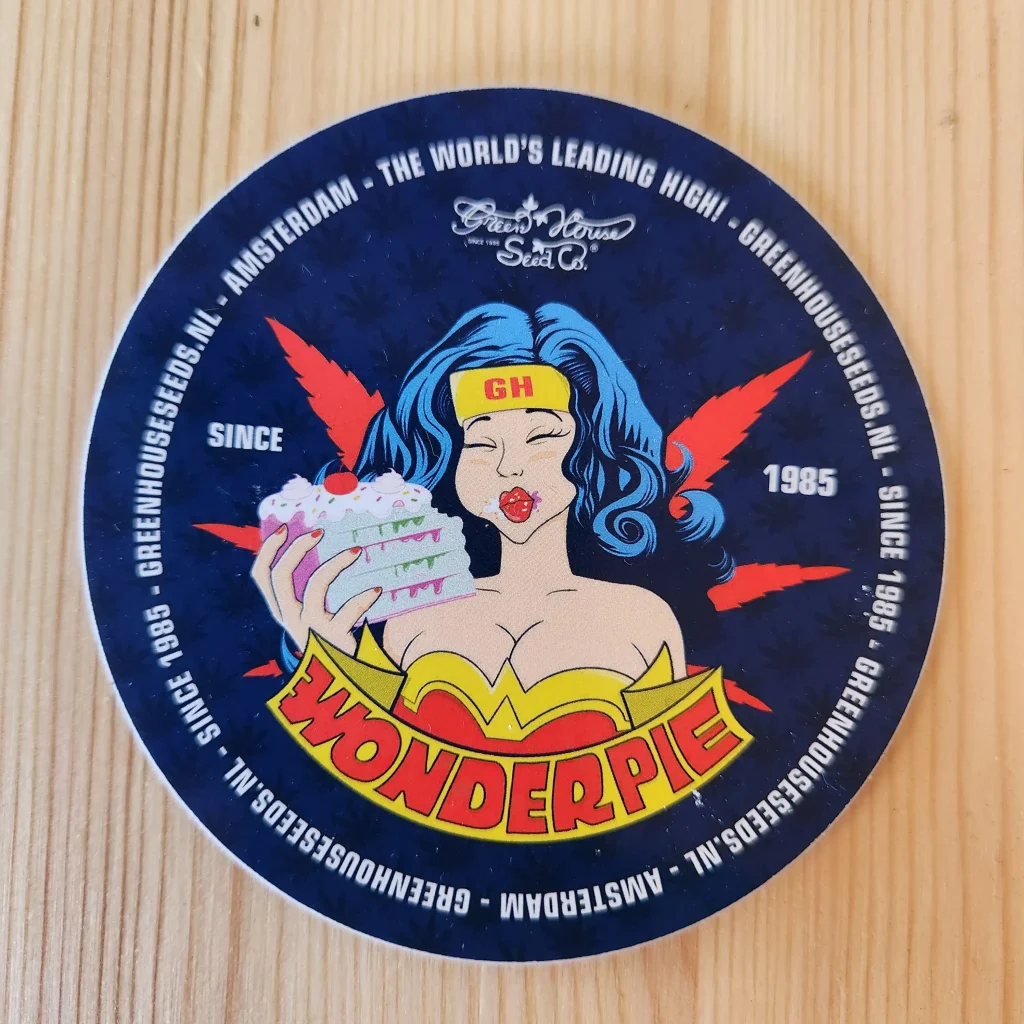 AMSTERDAM - THE WORLD'S LEADING HIGH! - GREENHOUSESEEDS.NL - SINCE 1985 - GREENHOUSESEEDS.NL - AMSTERDAM - GREENHOUSESEEDS.NL - SINCE 1985 - GREENHOUSESEEDS.NL -
Green House
SINCE 1985
Seed Co.®
GH
SINCE
1985
WONDERPIE